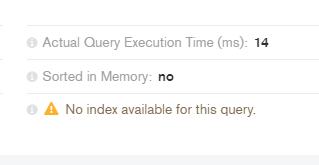 Actual Query Execution Time (ms): 14
Sorted in Memory: no
No index available for this query.